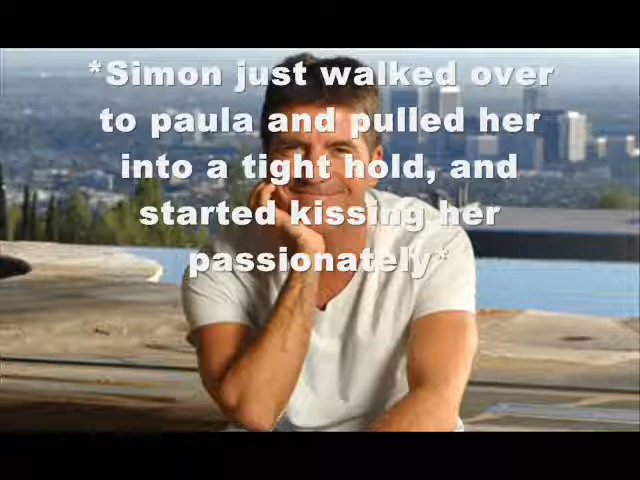 *Simon just walked over
to paula and pulled her
into a tight hold, and
started kissing her
passionately*